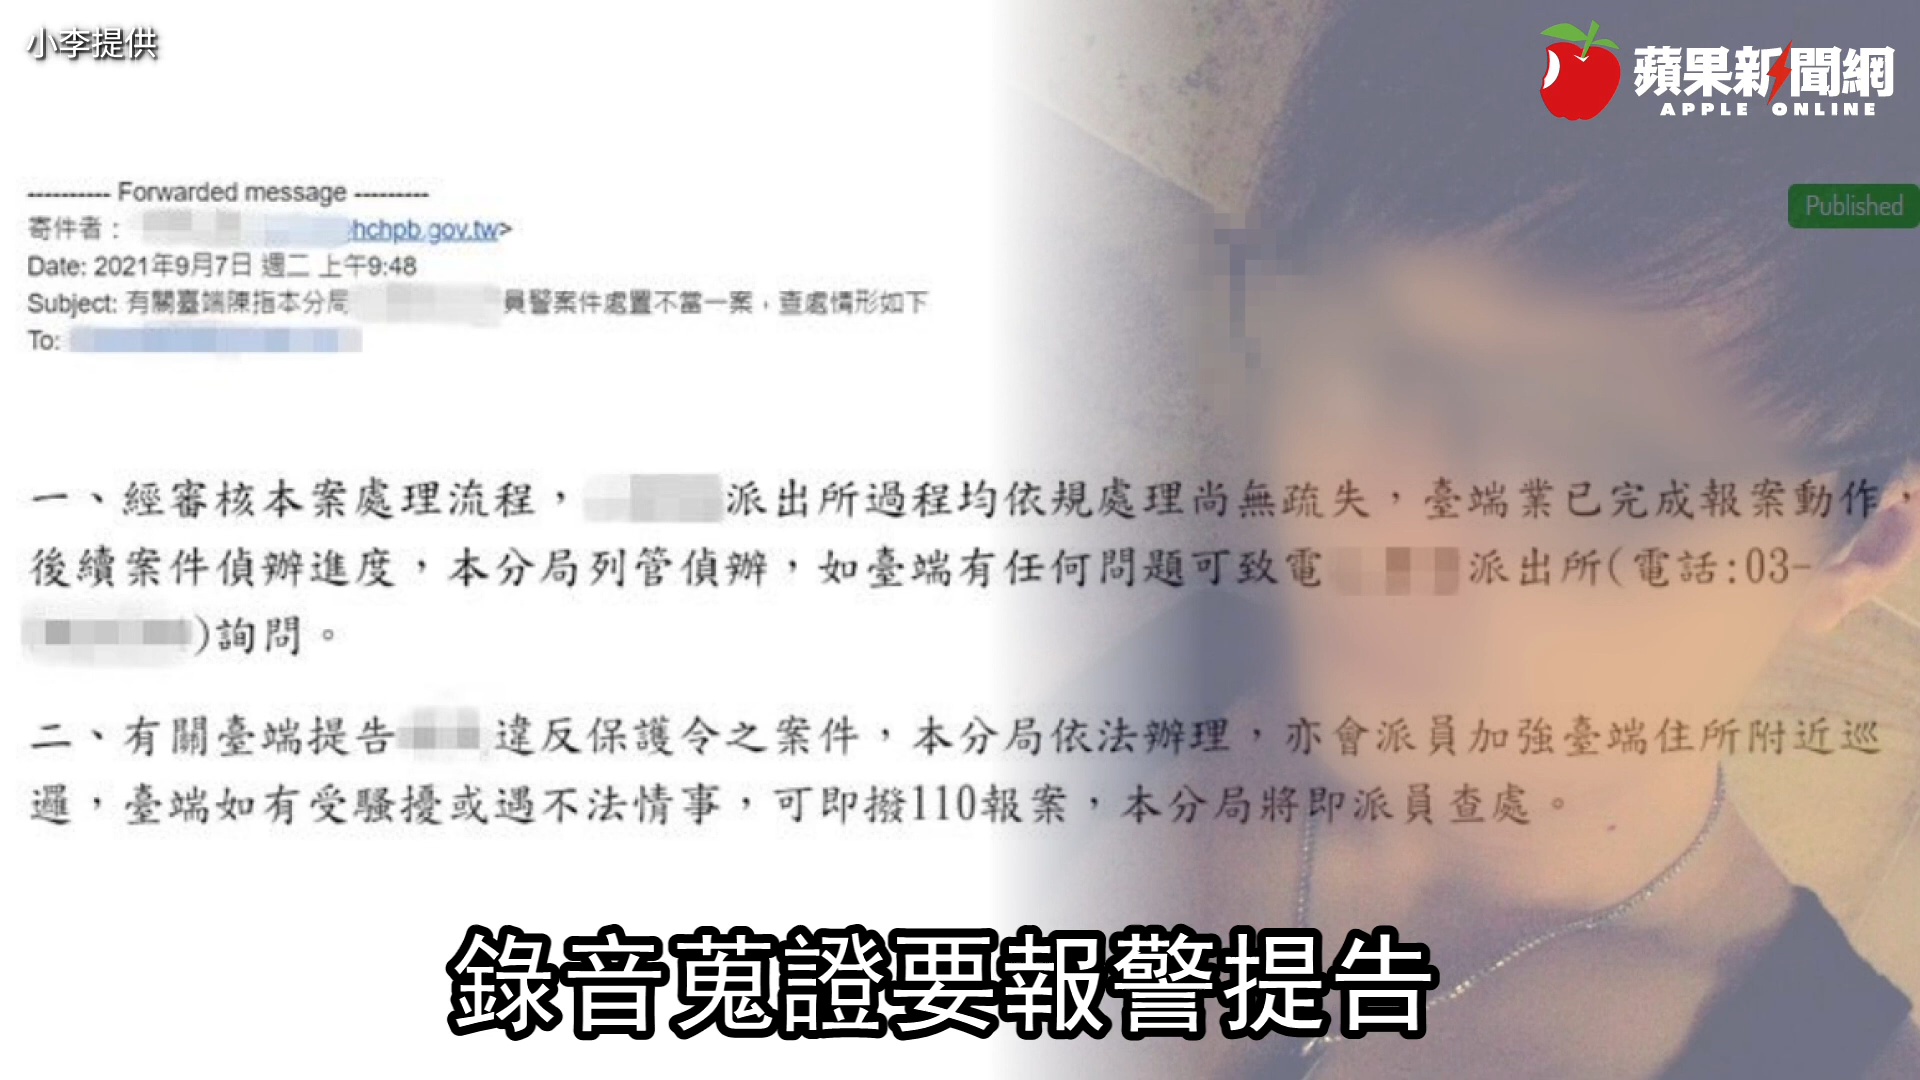 小李提供
蘋果新聞網
APPLE ONLINE
Published
---------- Forwarded message ---------
寄件者： hchpb.gov.tw>
Date: 2021年9月7日 週二 上午9:48
Subject: 有關臺端陳指本分局 員警案件處置不當一案，查處情形如下
To:
一、經審核本案處理流程， 派出所過程均依規處理尚無疏失，臺端業已完成報案動作，
後續案件偵辦進度，本分局列管偵辦，如臺端有任何問題可致電 派出所(電話:03-
)詢問。
二、有關臺端提告 違反保護令之案件，本分局依法辦理，亦會派員加強臺端住所附近巡
邏，臺端如有受騷擾或遇不法情事，可即撥110報案，本分局將即派員查處。
錄音蒐證要報警提告